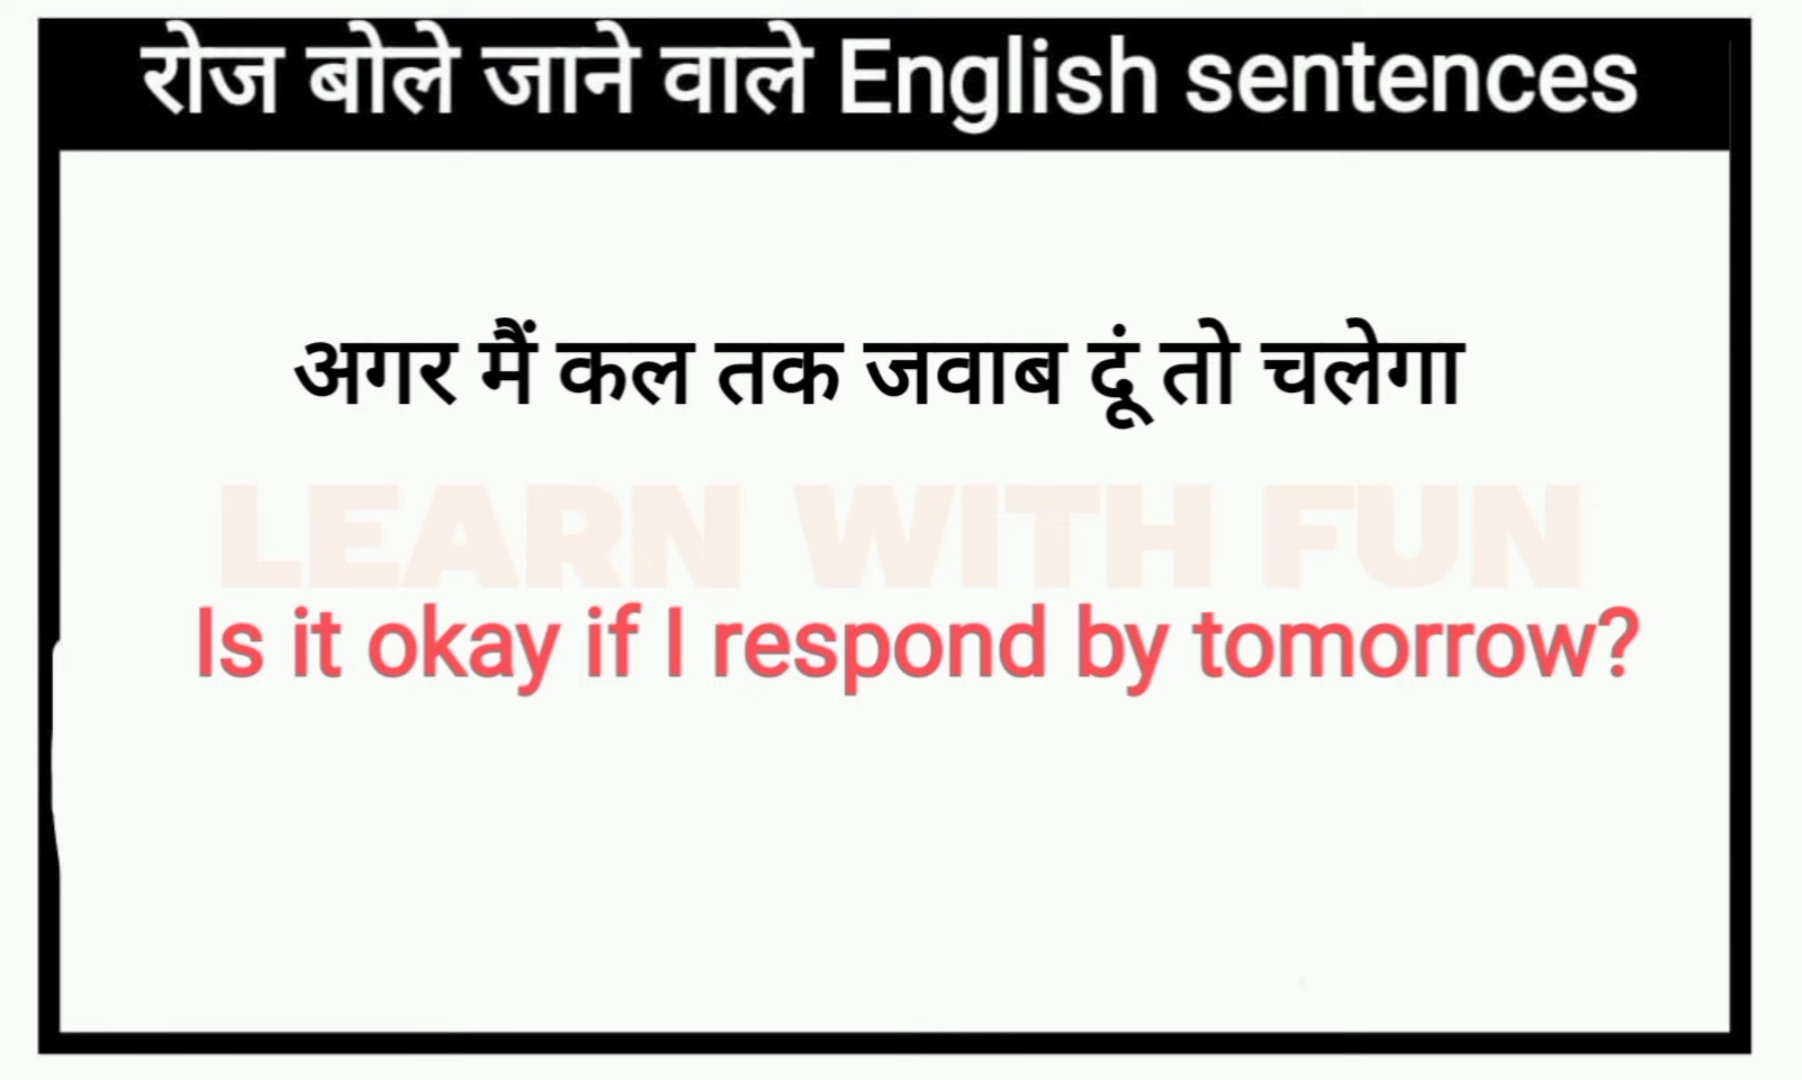 रोज बोले जाने वाले English sentences
अगर मैं कल तक जवाब दूं तो चलेगा
LEARN WITH FUN
Is it okay if I respond by tomorrow?